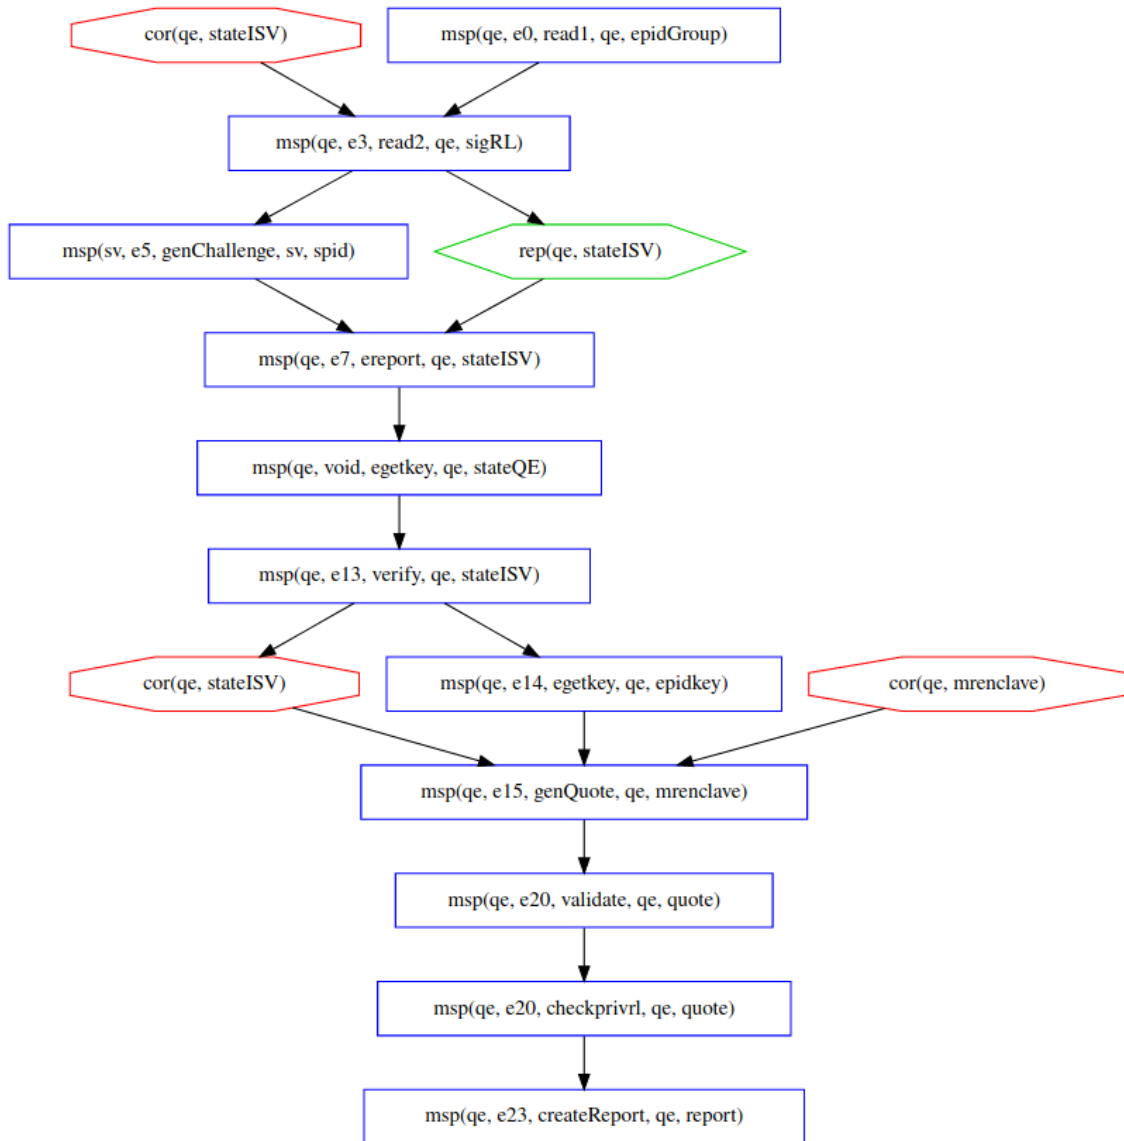 cor(qe, stateISV)
msp(qe, e0, read1, qe, epidGroup)
msp(qe, e3, read2, qe, sigRL)
msp(sv, e5, genChallenge, sv, spid)
rep(qe, stateISV)
msp(qe, e7, ereport, qe, stateISV)
msp(qe, void, egetkey, qe, stateQE)
msp(qe, e13, verify, qe, stateISV)
cor(qe, stateISV)
msp(qe, e14, egetkey, qe, epidkey)
cor(qe, mrenclave)
msp(qe, e15, genQuote, qe, mrenclave)
msp(qe, e20, validate, qe, quote)
msp(qe, e20, checkprivrl, qe, quote)
msp(qe, e23, createReport, qe, report)